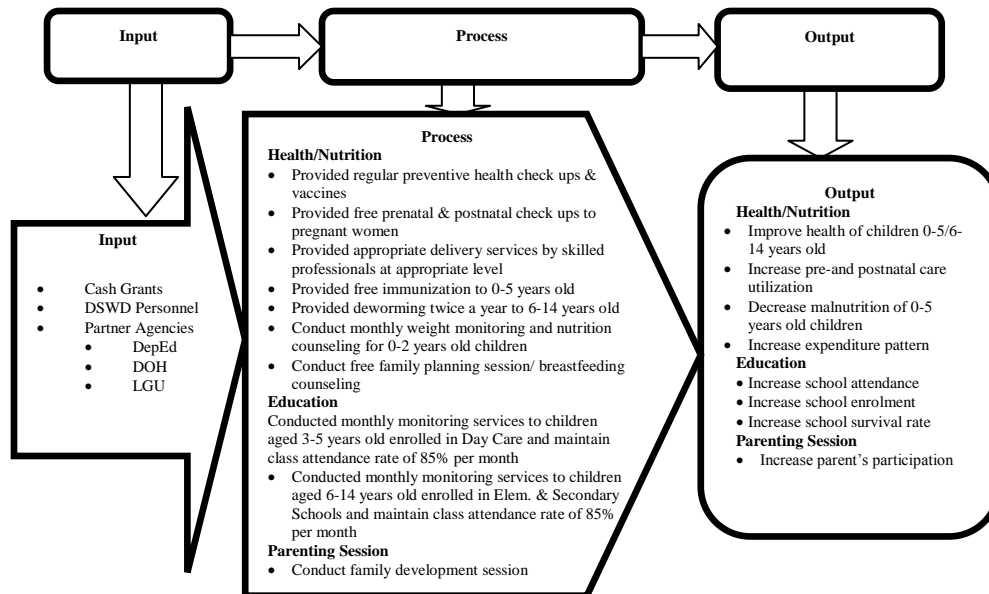 Input
Process
Output
Input
• Cash Grants
• DSWD Personnel
• Partner Agencies
• DepEd
• DOH
• LGU
Process
Health/Nutrition
• Provided regular preventive health check ups &
vaccines
• Provided free prenatal & postnatal check ups to
pregnant women
• Provided appropriate delivery services by skilled
professionals at appropriate level
• Provided free immunization to 0-5 years old
• Provided deworming twice a year to 6-14 years old
• Conduct monthly weight monitoring and nutrition
counseling for 0-2 years old children
• Conduct free family planning session/ breastfeeding
counseling
Education
Conducted monthly monitoring services to children
aged 3-5 years old enrolled in Day Care and maintain
class attendance rate of 85% per month
• Conducted monthly monitoring services to children
aged 6-14 years old enrolled in Elem. & Secondary
Schools and maintain class attendance rate of 85%
per month
Parenting Session
• Conduct family development session
Output
Health/Nutrition
• Improve health of children 0-5/6-
14 years old
• Increase pre-and postnatal care
utilization
• Decrease malnutrition of 0-5
years old children
• Increase expenditure pattern
Education
• Increase school attendance
• Increase school enrolment
• Increase school survival rate
Parenting Session
• Increase parent's participation